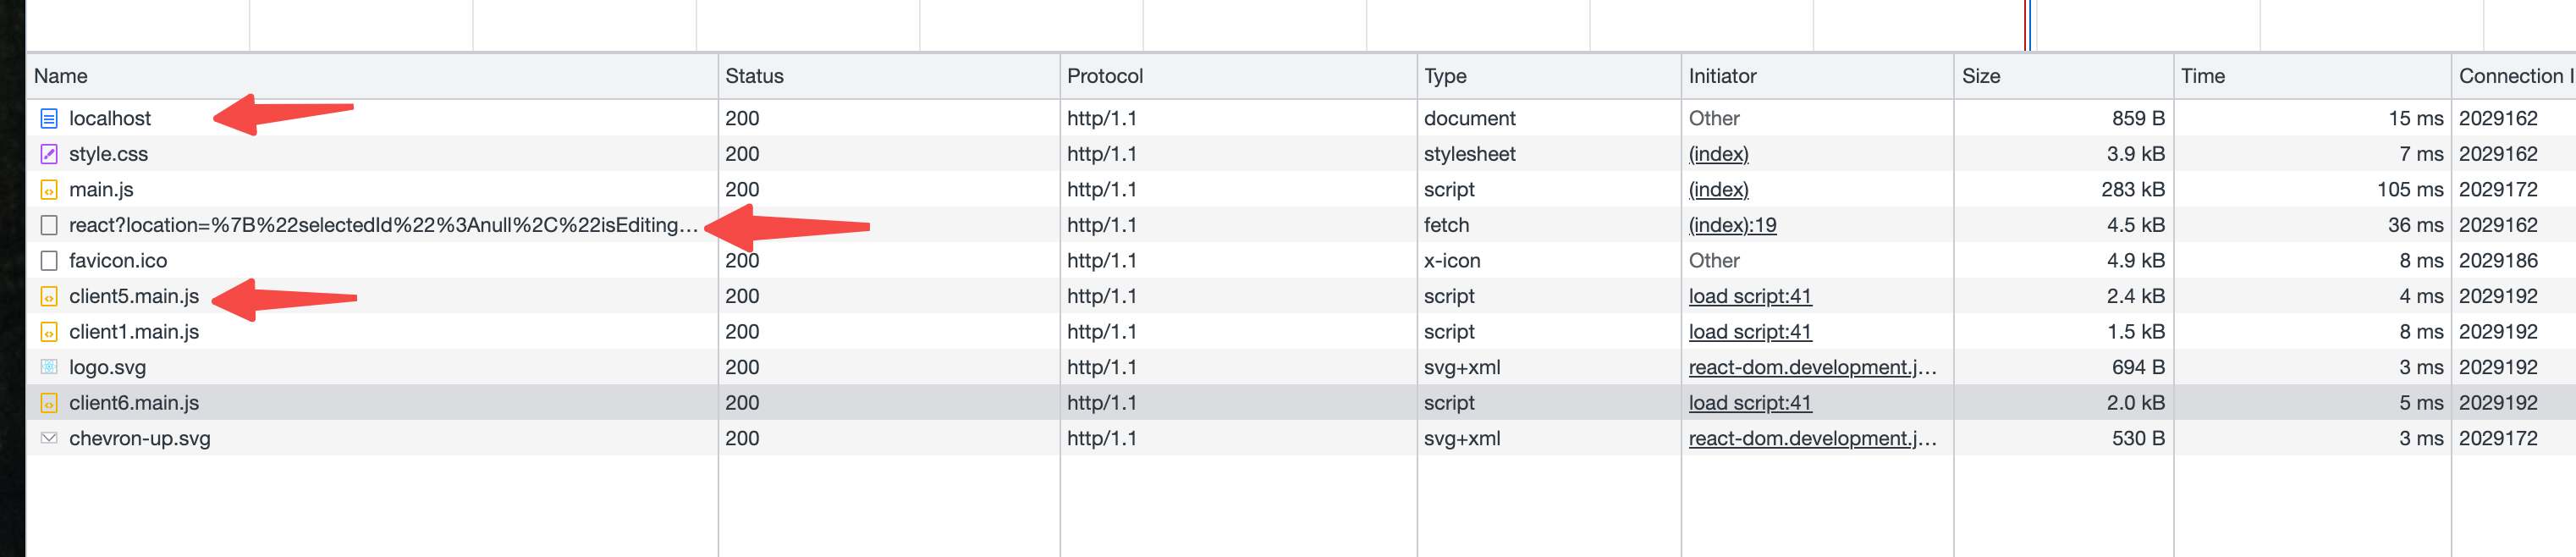 Name Status Protocol Type Initiator Size Time Connection I
localhost 200 http/1.1 document Other 859 B 15 ms 2029162
style.css 200 http/1.1 stylesheet (index) 3.9 kB 7 ms 2029162
main.js 200 http/1.1 script (index) 283 kB 105 ms 2029172
react?location=%7B%22selectedId%22%3Anull%2C%22isEditing... http/1.1 fetch (index):19 4.5 kB 36 ms 2029162
favicon.ico 200 http/1.1 x-icon Other 4.9 kB 8 ms 2029186
client5.main.js 200 http/1.1 script load script:41 2.4 kB 4 ms 2029192
client1.main.js 200 http/1.1 script load script:41 1.5 kB 8 ms 2029192
logo.svg 200 http/1.1 svg+xml react-dom.development.j... 694 B 3 ms 2029192
client6.main.js 200 http/1.1 script load script:41 2.0 kB 5 ms 2029192
chevron-up.svg 200 http/1.1 svg+xml react-dom.development.j... 530 B 3 ms 2029172